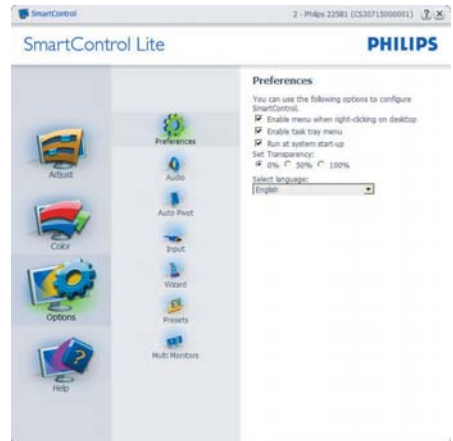 SmartControl
2 - Philips 225B1 (CS30715000001)
? ×
SmartControl Lite
PHILIPS
Adjust
Color
Options
Help
Preferences
Audio
Auto Pivot
Input
Wizard
Presets
Multi Monitors
Preferences
You can use the following options to configure
SmartControl.
Enable menu when right-clicking on desktop
Enable task tray menu
Run at system start-up
Set Transparency:
0% 50% 100%
Select language:
English